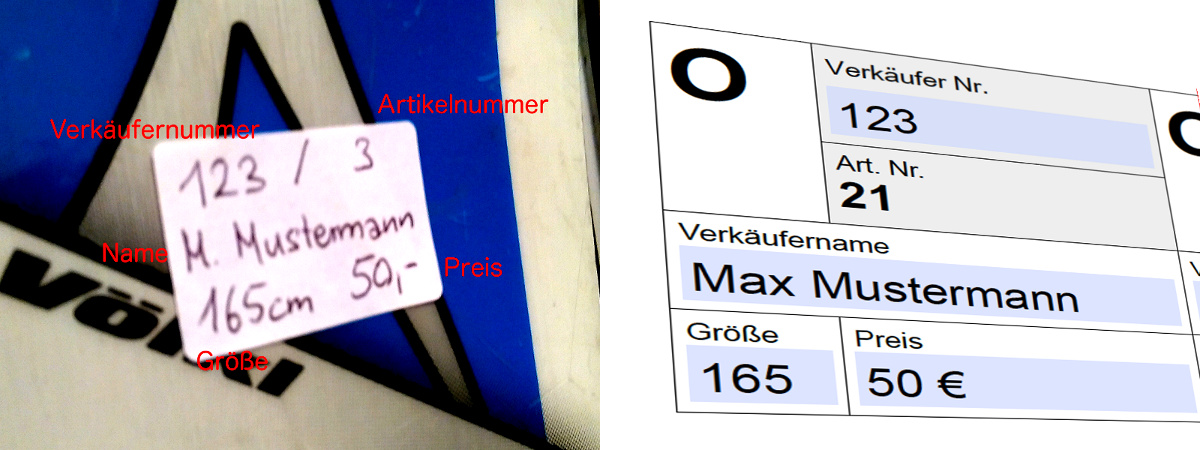 Artikelnummer
Verkäufernummer
123 / 3
M. Mustermann
Name
Preis
165cm 50,-
Größe
Völkl
O
Verkäufer Nr.
123
Art. Nr.
21
Verkäufername
Max Mustermann
Größe
Preis
165
50 €